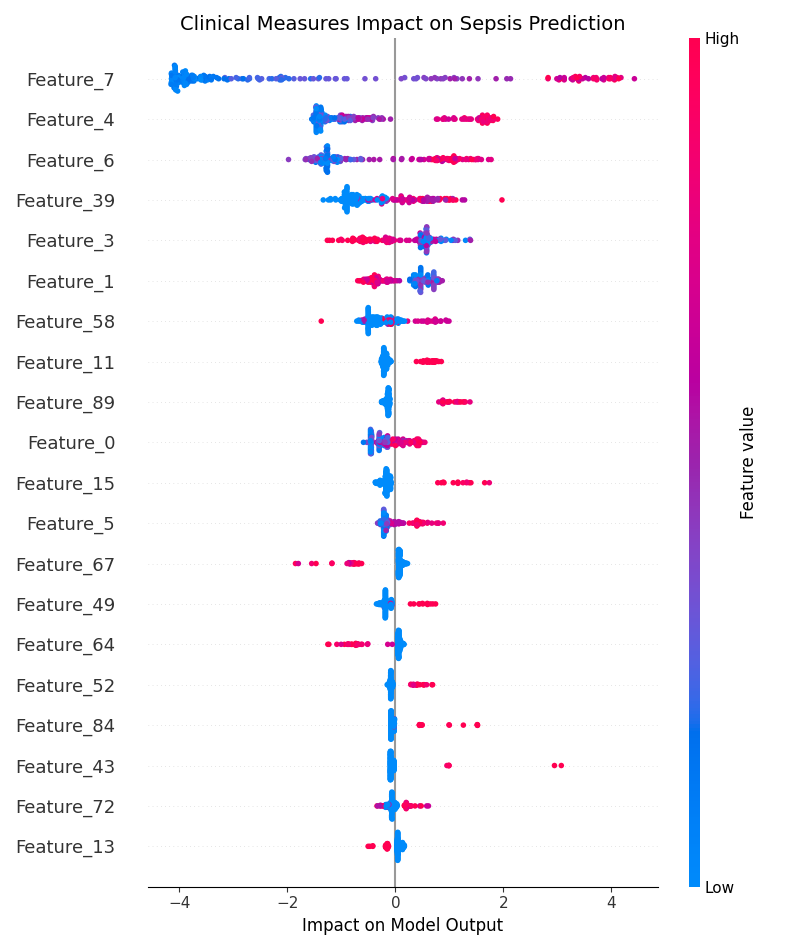 Clinical Measures Impact on Sepsis Prediction
High
Feature_7
Feature_4
Feature_6
Feature_39
Feature_3
Feature_1
Feature_58
Feature_11
Feature_89
Feature_0
Feature_15
Feature_5
Feature_67
Feature_49
Feature_64
Feature_52
Feature_84
Feature_43
Feature_72
Feature_13
Feature value
Low
−4 −2 0 2 4
Impact on Model Output